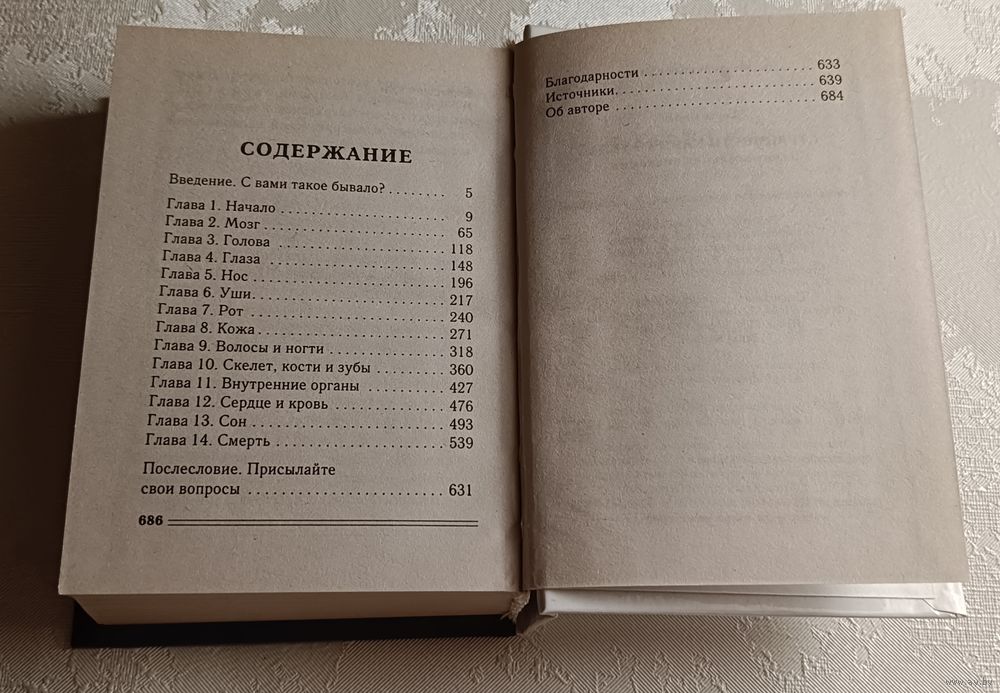 СОДЕРЖАНИЕ
Введение. С вами такое бывало? ........ 5
Глава 1. Начало ........ 9
Глава 2. Мозг ........ 65
Глава 3. Голова ........ 118
Глава 4. Глаза ........ 148
Глава 5. Нос ........ 196
Глава 6. Уши ........ 217
Глава 7. Рот ........ 240
Глава 8. Кожа ........ 271
Глава 9. Волосы и ногти ........ 318
Глава 10. Скелет, кости и зубы ........ 360
Глава 11. Внутренние органы ........ 427
Глава 12. Сердце и кровь ........ 476
Глава 13. Сон ........ 493
Глава 14. Смерть ........ 539
Послесловие. Присылайте
свои вопросы ........ 631
686
Благодарности ........ 633
Источники ........ 639
Об авторе ........ 684